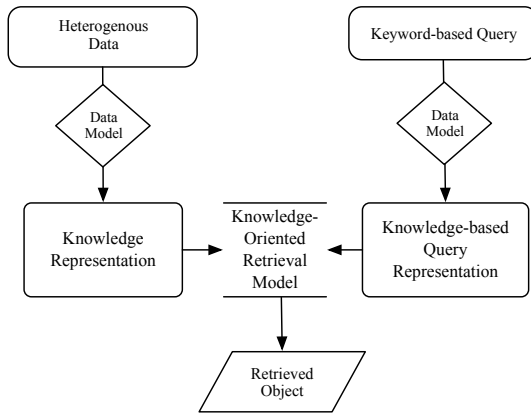 Heterogenous
Data
Keyword-based Query
Data
Model
Data
Model
Knowledge
Representation
Knowledge-
Oriented
Retrieval
Model
Knowledge-based
Query
Representation
Retrieved
Object